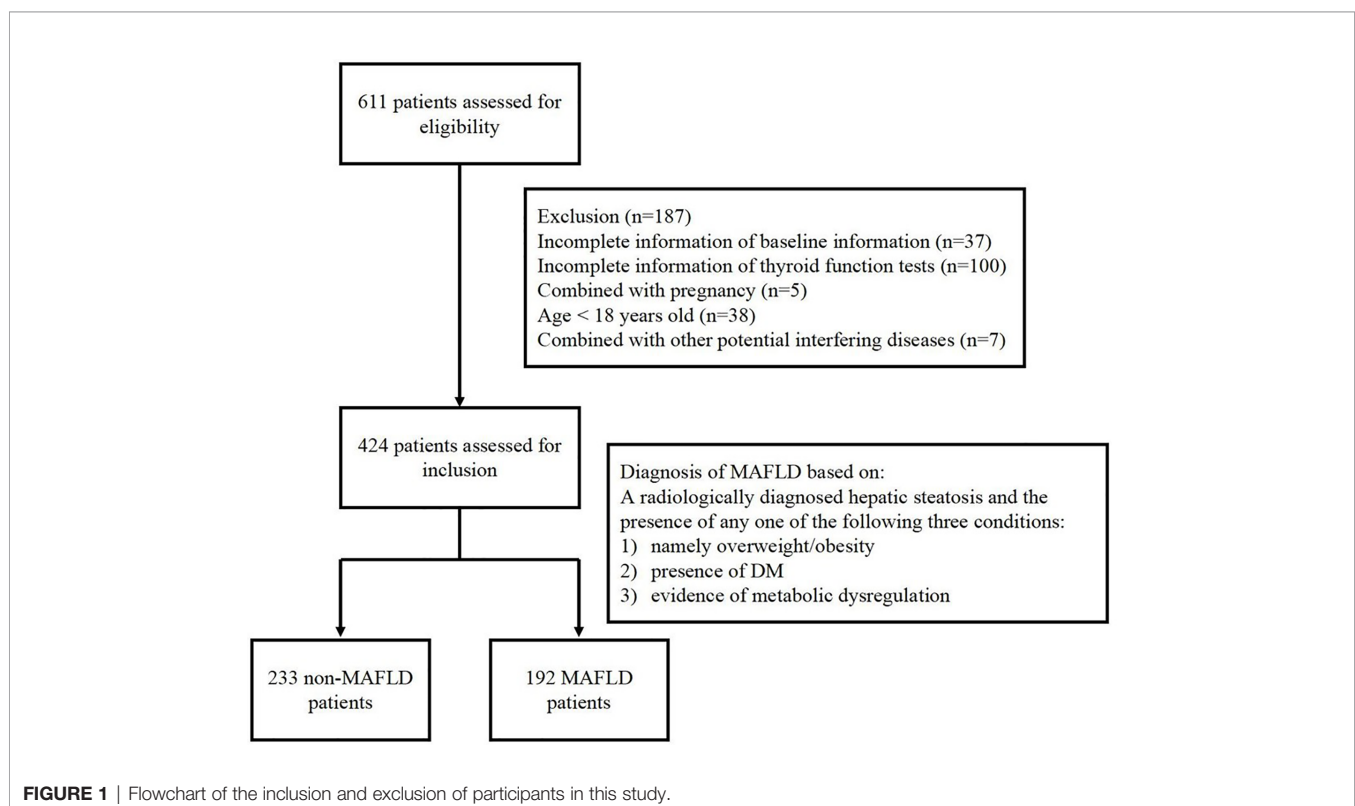 611 patients assessed for
eligibility
Exclusion (n=187)
Incomplete information of baseline information (n=37)
Incomplete information of thyroid function tests (n=100)
Combined with pregnancy (n=5)
Age < 18 years old (n=38)
Combined with other potential interfering diseases (n=7)
424 patients assessed for
inclusion
Diagnosis of MAFLD based on:
A radiologically diagnosed hepatic steatosis and the
presence of any one of the following three conditions:
1) namely overweight/obesity
2) presence of DM
3) evidence of metabolic dysregulation
233 non-MAFLD
patients
192 MAFLD
patients
FIGURE 1 | Flowchart of the inclusion and exclusion of participants in this study.